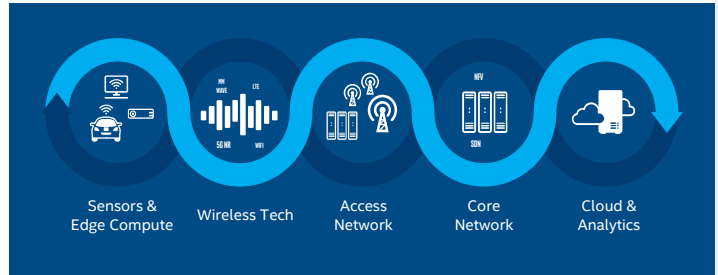 MM
WAVE
LTE
5G NR
WIFI
NFV
SDN
Sensors &
Edge Compute
Wireless Tech
Access
Network
Core
Network
Cloud &
Analytics